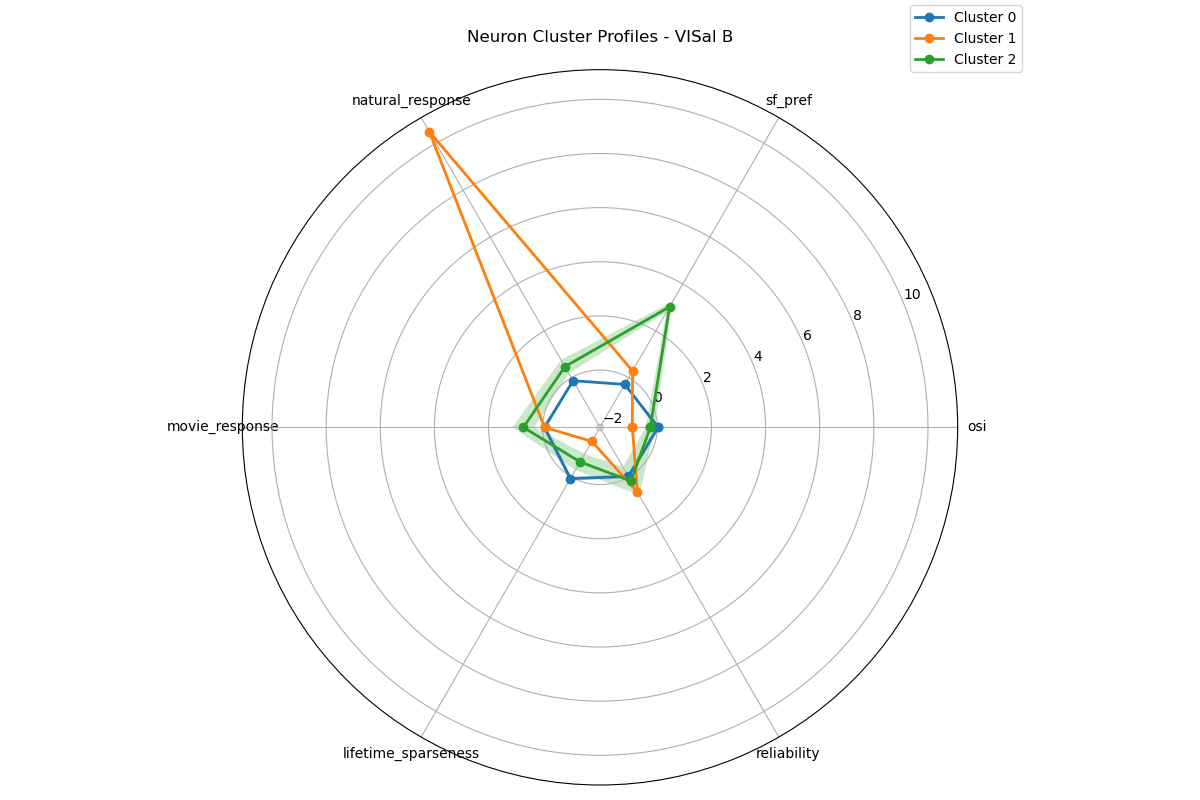 Neuron Cluster Profiles - VISal B
Cluster 0
Cluster 1
Cluster 2
natural_response
sf_pref
10
8
6
4
2
0
−2
movie_response
osi
lifetime_sparseness
reliability